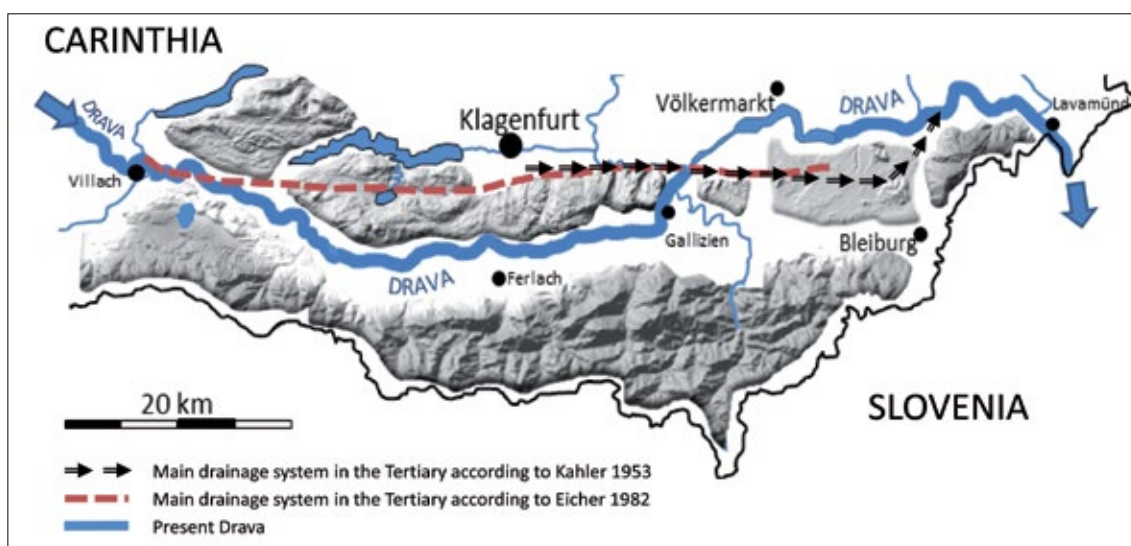 CARINTHIA
DRAVA
Villach
Klagenfurt
Völkermarkt
DRAVA
Lavamünd
Gallizien
Bleiburg
DRAVA
Ferlach
SLOVENIA
20 km
Main drainage system in the Tertiary according to Kahler 1953
Main drainage system in the Tertiary according to Eicher 1982
Present Drava